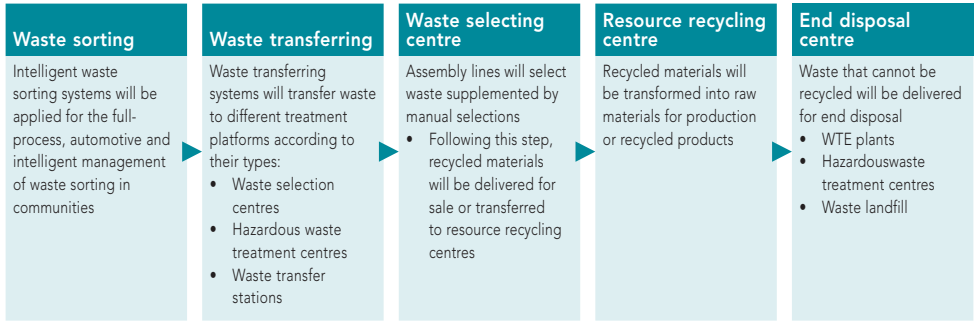 Waste sorting
Intelligent waste
sorting systems will be
applied for the full-
process, automotive and
intelligent management
of waste sorting in
communities
Waste transferring
Waste transferring
systems will transfer waste
to different treatment
platforms according to
their types:
• Waste selection
centres
• Hazardous waste
treatment centres
• Waste transfer
stations
Waste selecting
centre
Assembly lines will select
waste supplemented by
manual selections
• Following this step,
recycled materials
will be delivered for
sale or transferred
to resource recycling
centres
Resource recycling
centre
Recycled materials will
be transformed into raw
materials for production
or recycled products
End disposal
centre
Waste that cannot be
recycled will be delivered
for end disposal
• WTE plants
• Hazardouswaste
treatment centres
• Waste landfill